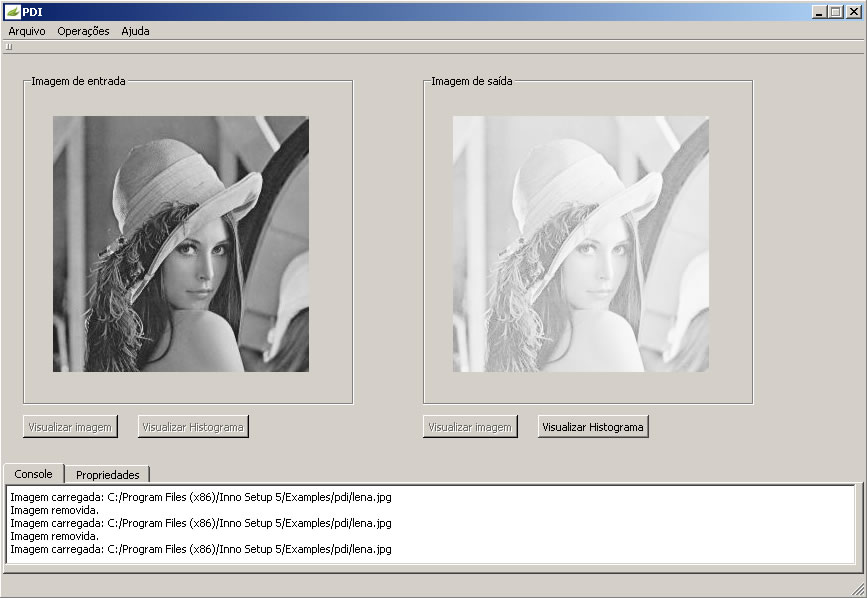 PDI
Arquivo Operações Ajuda
Imagem de entrada
Imagem de saída
Visualizar imagem
Visualizar Histograma
Visualizar imagem
Visualizar Histograma
Console Propriedades
Imagem carregada: C:/Program Files (x86)/Inno Setup 5/Examples/pdi/lena.jpg
Imagem removida.
Imagem carregada: C:/Program Files (x86)/Inno Setup 5/Examples/pdi/lena.jpg
Imagem removida.
Imagem carregada: C:/Program Files (x86)/Inno Setup 5/Examples/pdi/lena.jpg